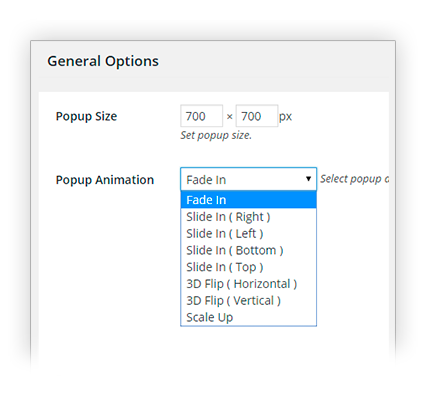 General Options
Popup Size 700 × 700 px
Set popup size.
Popup Animation Fade In ▼ Select popup
Fade In
Slide In ( Right )
Slide In ( Left )
Slide In ( Bottom )
Slide In ( Top )
3D Flip ( Horizontal )
3D Flip ( Vertical )
Scale Up